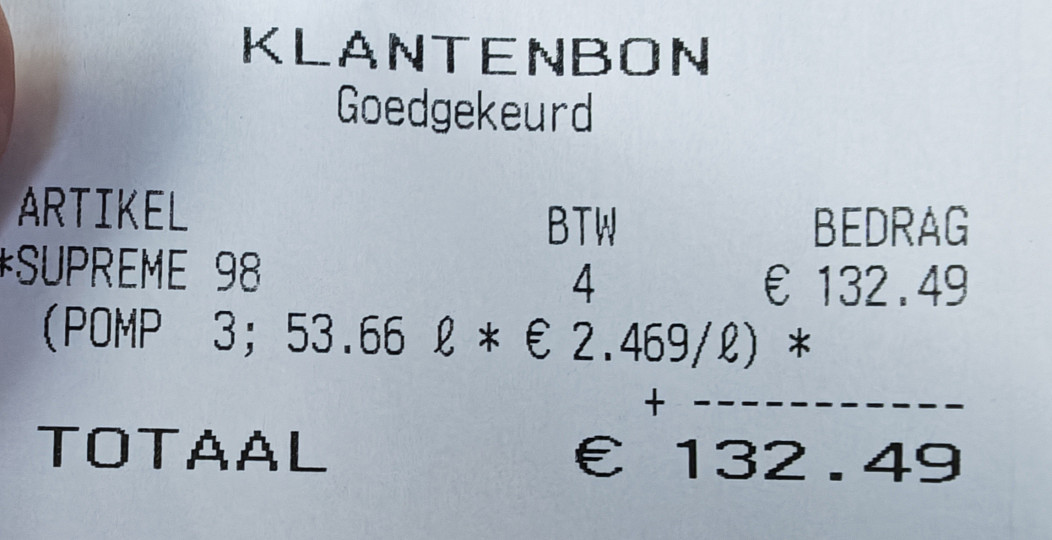 KLANTENBON
Goedgekeurd
ARTIKEL BTW BEDRAG
*SUPREME 98 4 € 132.49
(POMP 3; 53.66 ℓ * € 2.469/ℓ) *
+ -----------
TOTAAL € 132.49